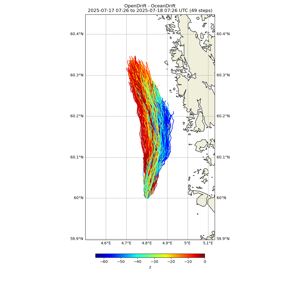 OpenDrift - OceanDrift
2025-07-17 07:26 to 2025-07-18 07:26 UTC (49 steps)
60.4°N 60.4°N
60.3°N 60.3°N
60.2°N 60.2°N
60.1°N 60.1°N
60°N 60°N
59.9°N 59.9°N
4.6°E 4.7°E 4.8°E 4.9°E 5°E 5.1°E
−60 −50 −40 −30 −20 −10 0
z